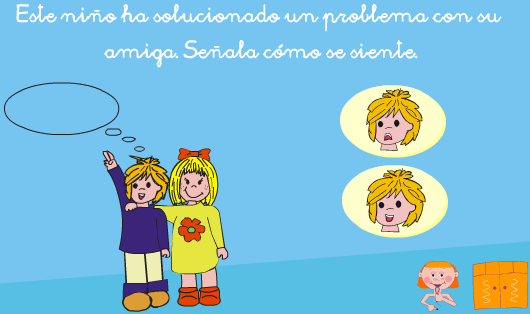 Este niño ha solucionado un problema con su
amiga. Señala cómo se siente.